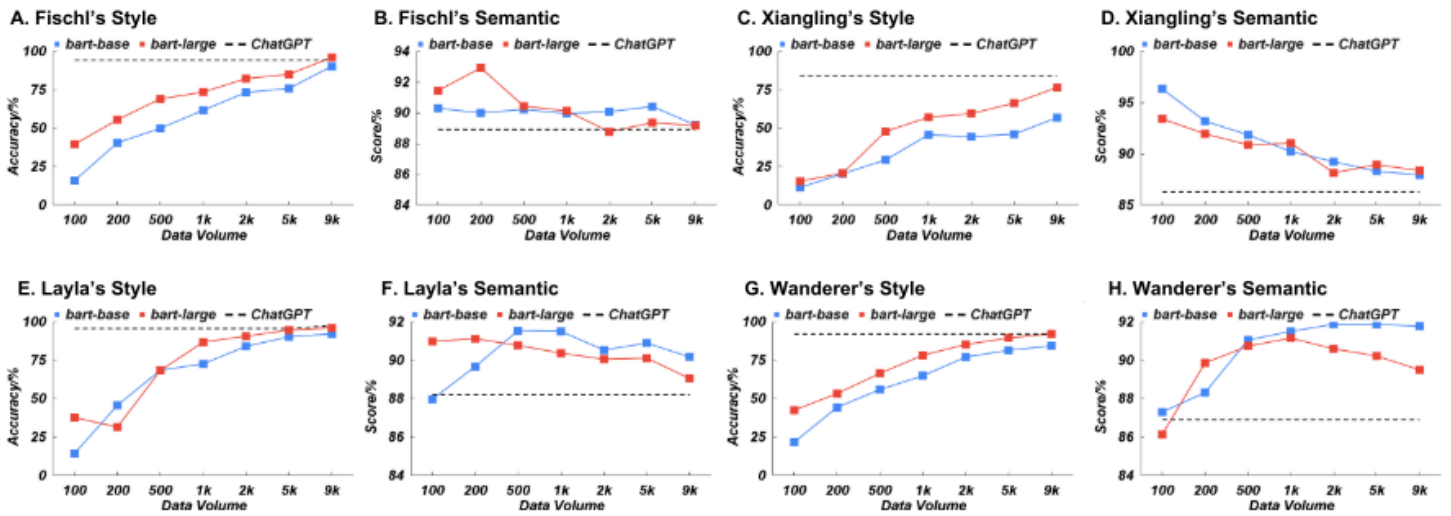 A. Fischl's Style
bart-base bart-large ChatGPT
Accuracy/%
100
75
50
25
0
100 200 500 1k 2k 5k 9k
Data Volume
B. Fischl's Semantic
bart-base bart-large ChatGPT
Score/%
94
92
90
88
86
84
100 200 500 1k 2k 5k 9k
Data Volume
C. Xiangling's Style
bart-base bart-large ChatGPT
Accuracy/%
100
75
50
25
0
100 200 500 1k 2k 5k 9k
Data Volume
D. Xiangling's Semantic
bart-base bart-large ChatGPT
Score/%
100
95
90
85
100 200 500 1k 2k 5k 9k
Data Volume
E. Layla's Style
bart-base bart-large ChatGPT
Accuracy/%
100
75
50
25
0
100 200 500 1k 2k 5k 9k
Data Volume
F. Layla's Semantic
bart-base bart-large ChatGPT
Score/%
92
90
88
86
84
100 200 500 1k 2k 5k 9k
Data Volume
G. Wanderer's Style
bart-base bart-large ChatGPT
Accuracy/%
100
75
50
25
0
100 200 500 1k 2k 5k 9k
Data Volume
H. Wanderer's Semantic
bart-base bart-large ChatGPT
Score/%
92
90
88
86
84
100 200 500 1k 2k 5k 9k
Data Volume